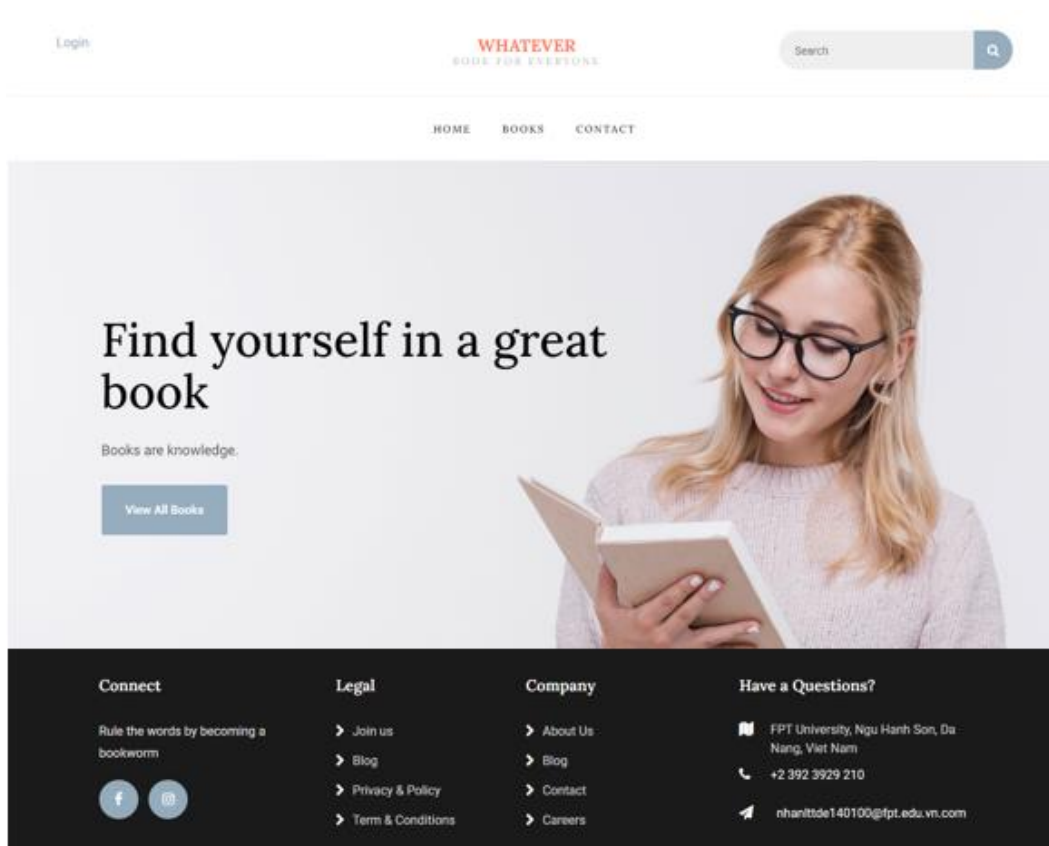 Login
WHATEVER
BOOK FOR EVERYONE
Search
HOME BOOKS CONTACT
Find yourself in a great
book
Books are knowledge.
View All Books
Connect
Rule the words by becoming a
bookworm
Legal
Join us
Blog
Privacy & Policy
Term & Conditions
Company
About Us
Blog
Contact
Careers
Have a Questions?
FPT University, Ngu Hanh Son, Da
Nang, Viet Nam
+2 392 3929 210
nhanlttde140100@fpt.edu.vn.com